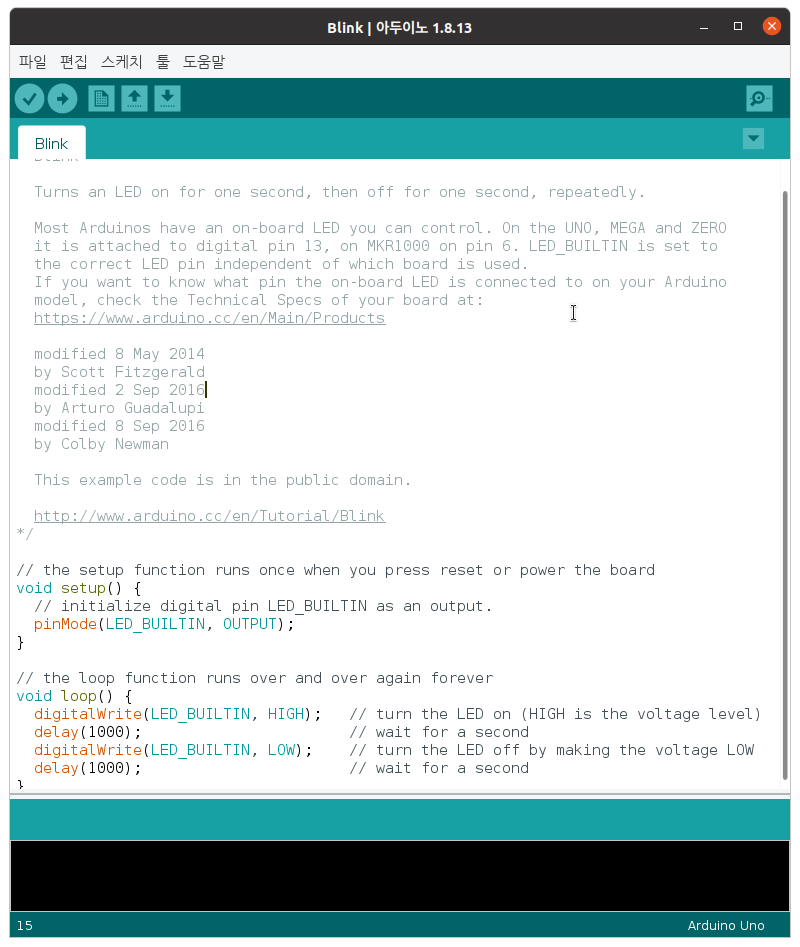 Blink | 아두이노 1.8.13
파일 편집 스케치 툴 도움말
Blink
Blink
Turns an LED on for one second, then off for one second, repeatedly.
Most Arduinos have an on-board LED you can control. On the UNO, MEGA and ZERO
it is attached to digital pin 13, on MKR1000 on pin 6. LED_BUILTIN is set to
the correct LED pin independent of which board is used.
If you want to know what pin the on-board LED is connected to on your Arduino
model, check the Technical Specs of your board at:
https://www.arduino.cc/en/Main/Products
modified 8 May 2014
by Scott Fitzgerald
modified 2 Sep 2016
by Arturo Guadalupi
modified 8 Sep 2016
by Colby Newman
This example code is in the public domain.
http://www.arduino.cc/en/Tutorial/Blink
*/
// the setup function runs once when you press reset or power the board
void setup() {
// initialize digital pin LED_BUILTIN as an output.
pinMode(LED_BUILTIN, OUTPUT);
}
// the loop function runs over and over again forever
void loop() {
digitalWrite(LED_BUILTIN, HIGH);   // turn the LED on (HIGH is the voltage level)
delay(1000);                       // wait for a second
digitalWrite(LED_BUILTIN, LOW);    // turn the LED off by making the voltage LOW
delay(1000);                       // wait for a second
}
15 Arduino Uno